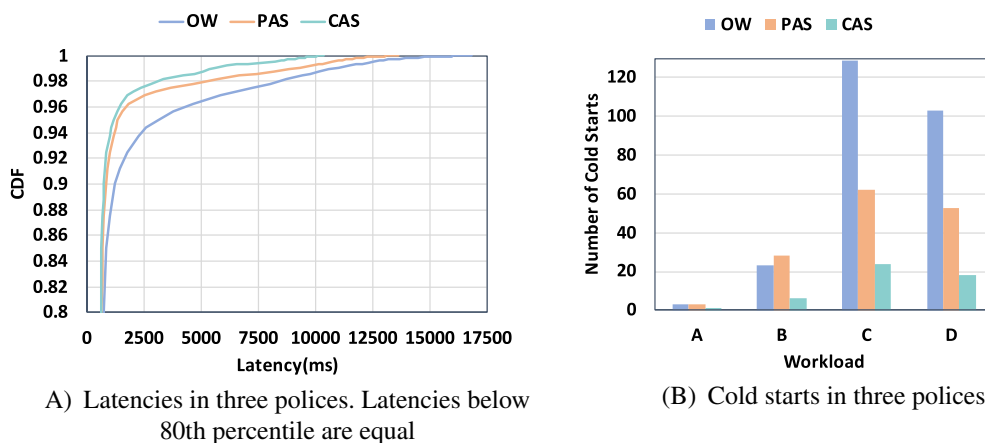 OW PAS CAS
1
0.98
0.96
0.94
0.92
0.9
0.88
0.86
0.84
0.82
0.8
CDF
0 2500 5000 7500 10000 12500 15000 17500
Latency(ms)
A) Latencies in three polices. Latencies below
80th percentile are equal
OW PAS CAS
120
100
80
60
40
20
0
Number of Cold Starts
A B C D
Workload
(B) Cold starts in three polices